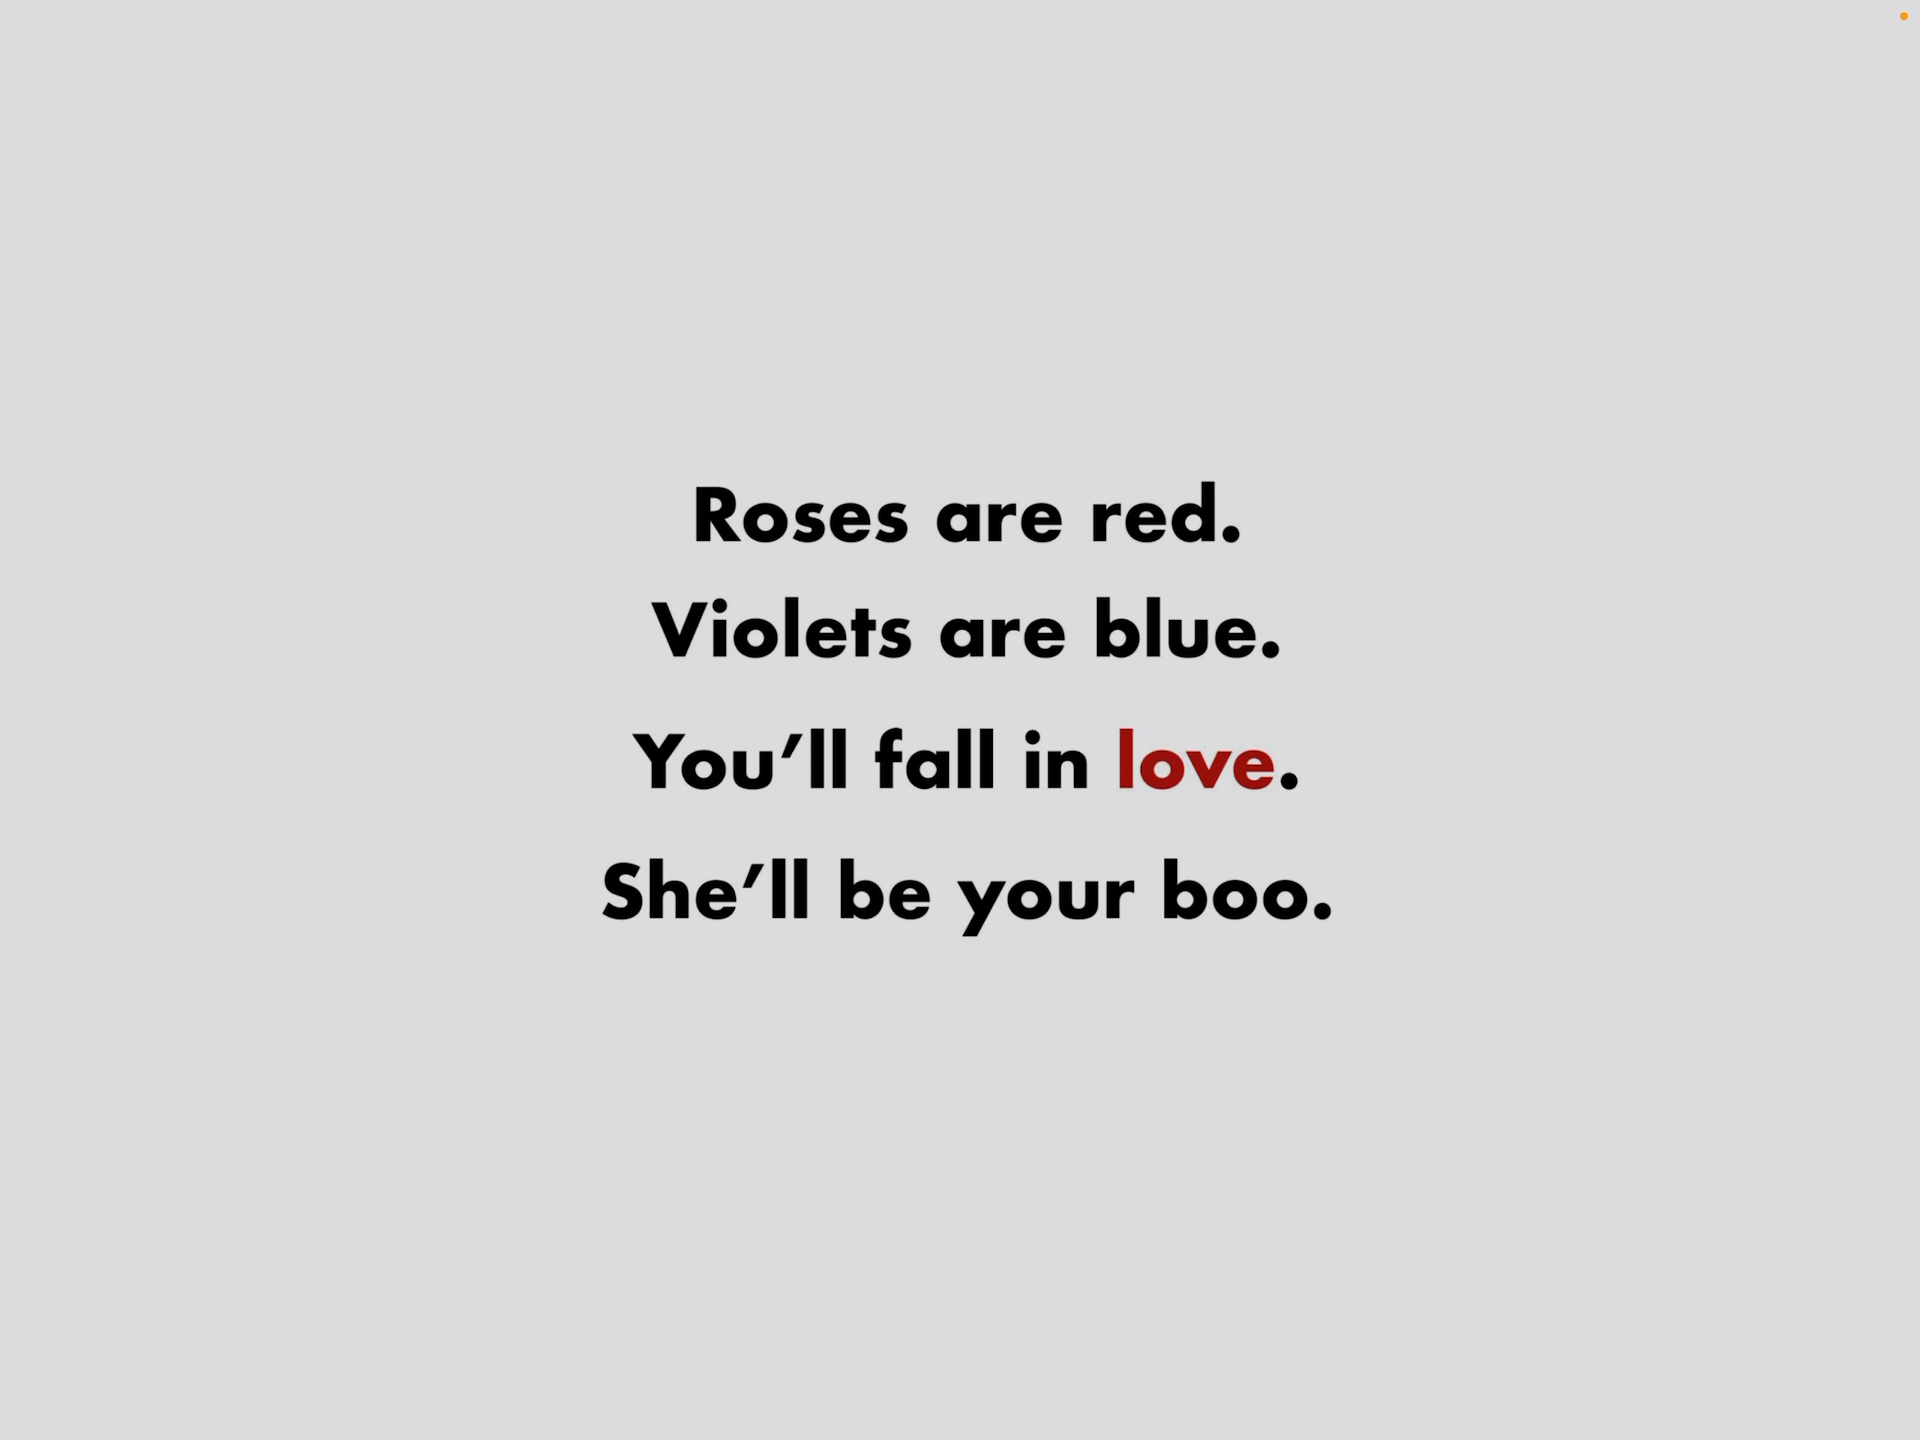 Roses are red.
Violets are blue.
You’ll fall in love.
She’ll be your boo.